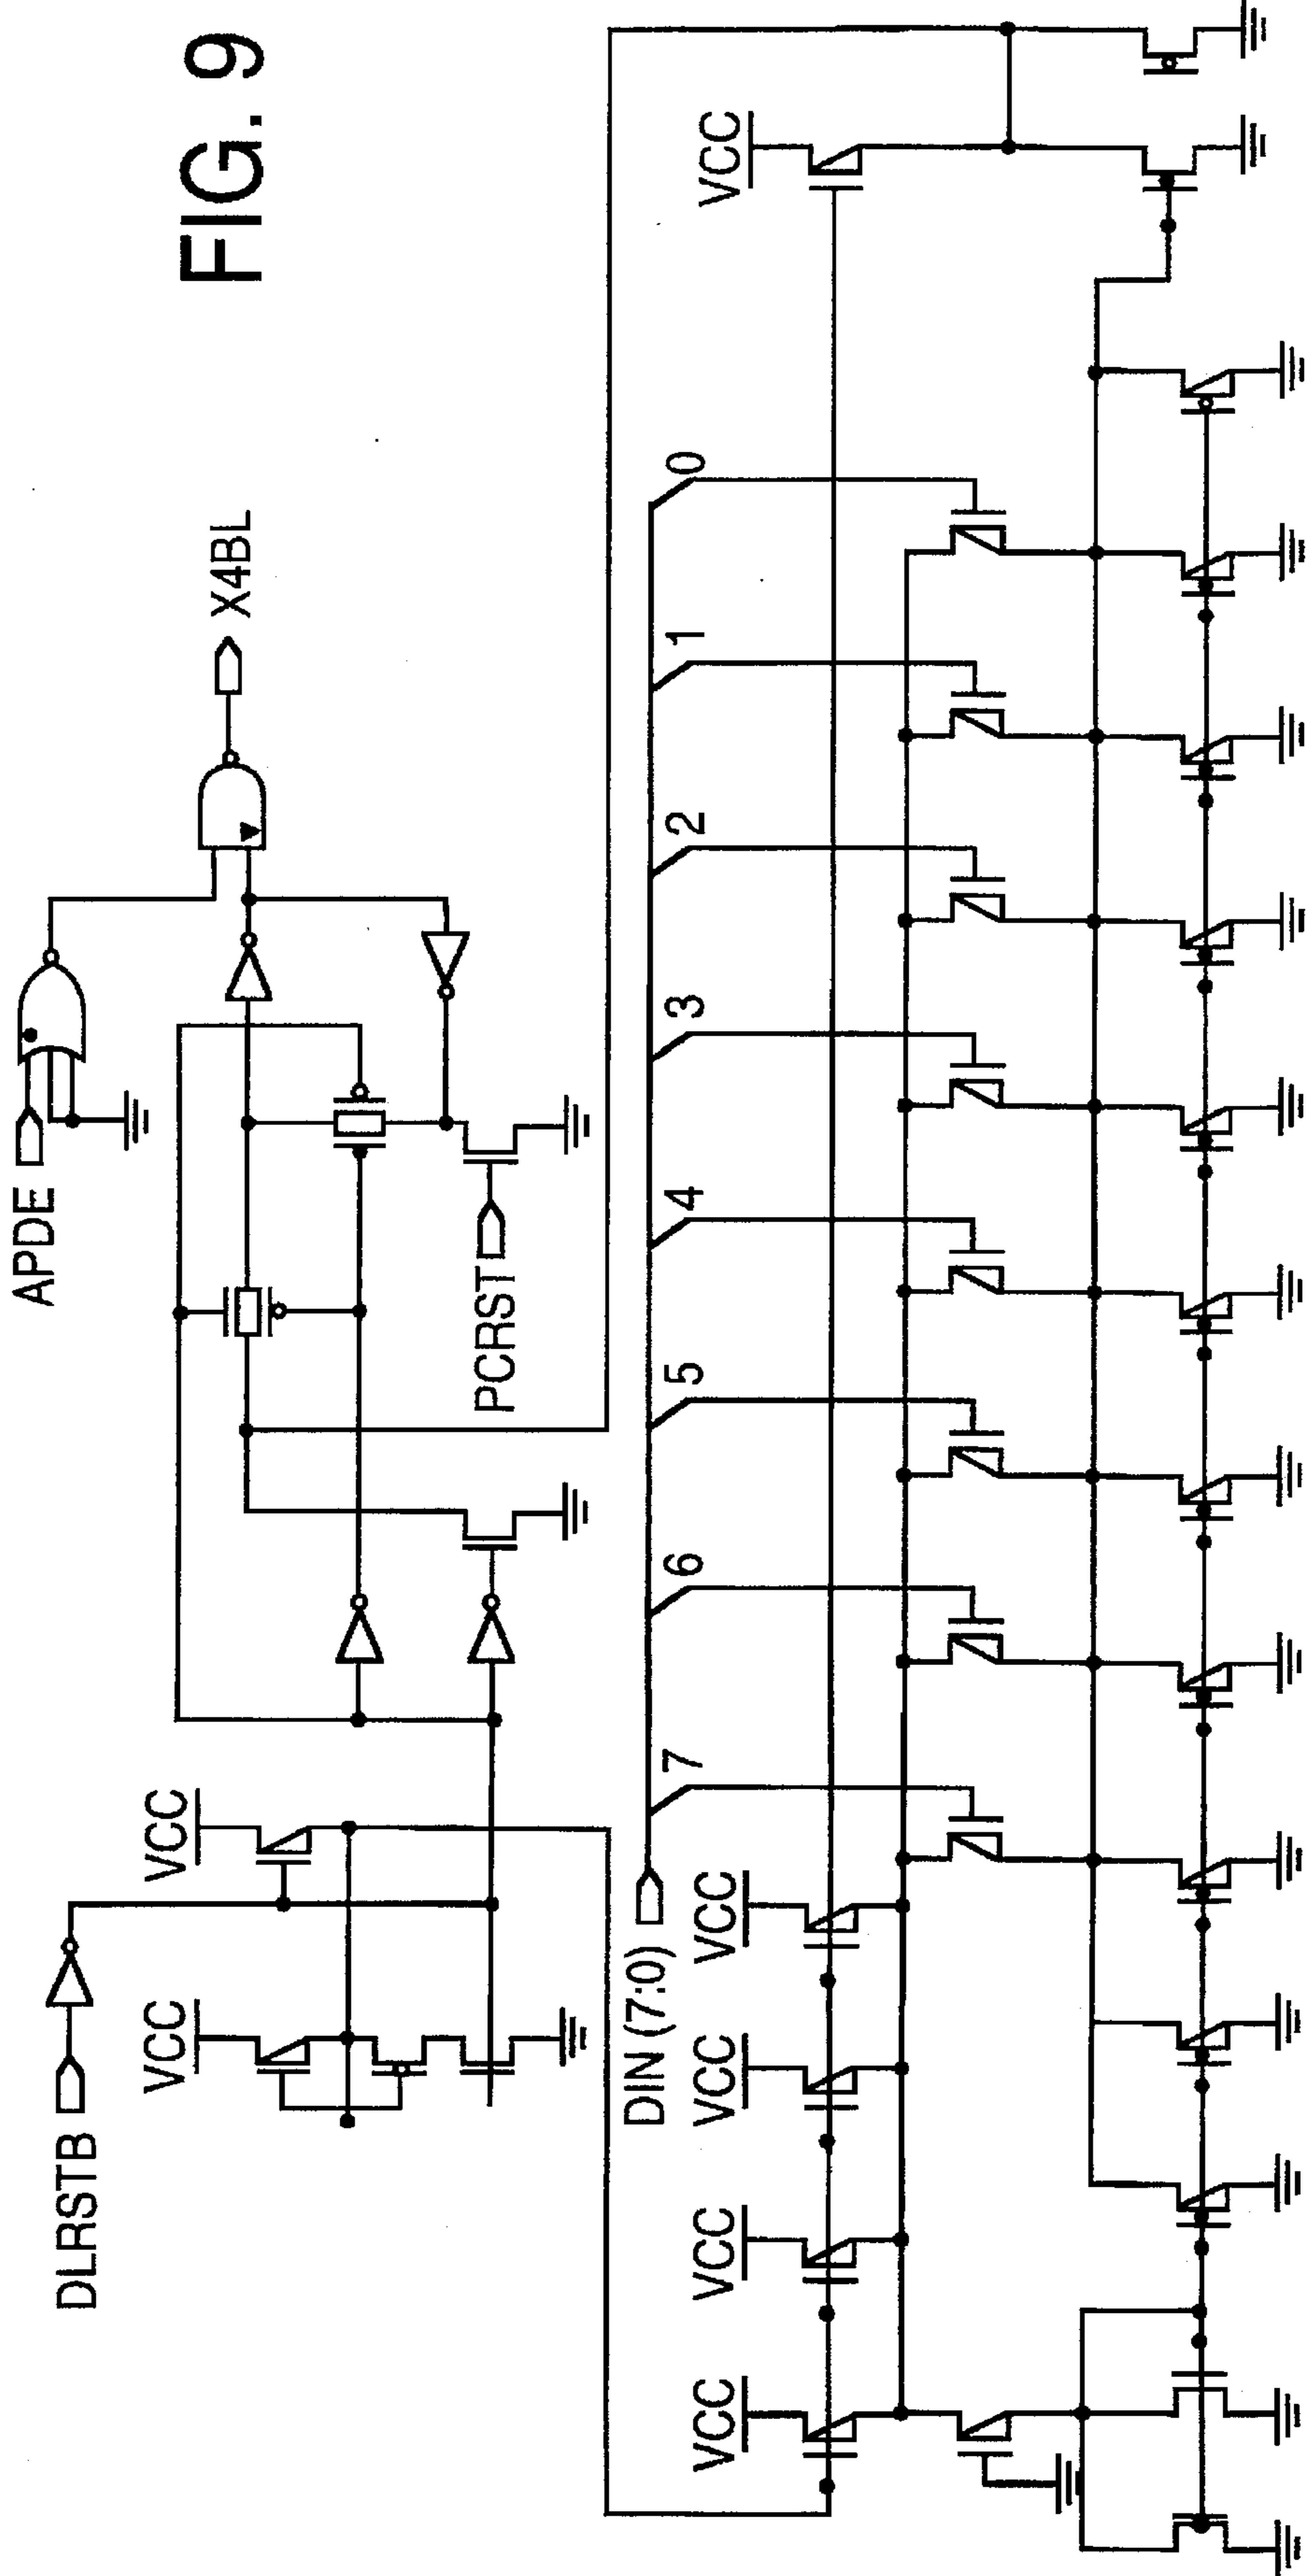 FIG. 9
APDE
X4BL
PCRST
DLRSTB
VCC
VCC
DIN (7:0)
7
6
5
4
3
2
1
0
VCC
VCC
VCC
VCC
VCC